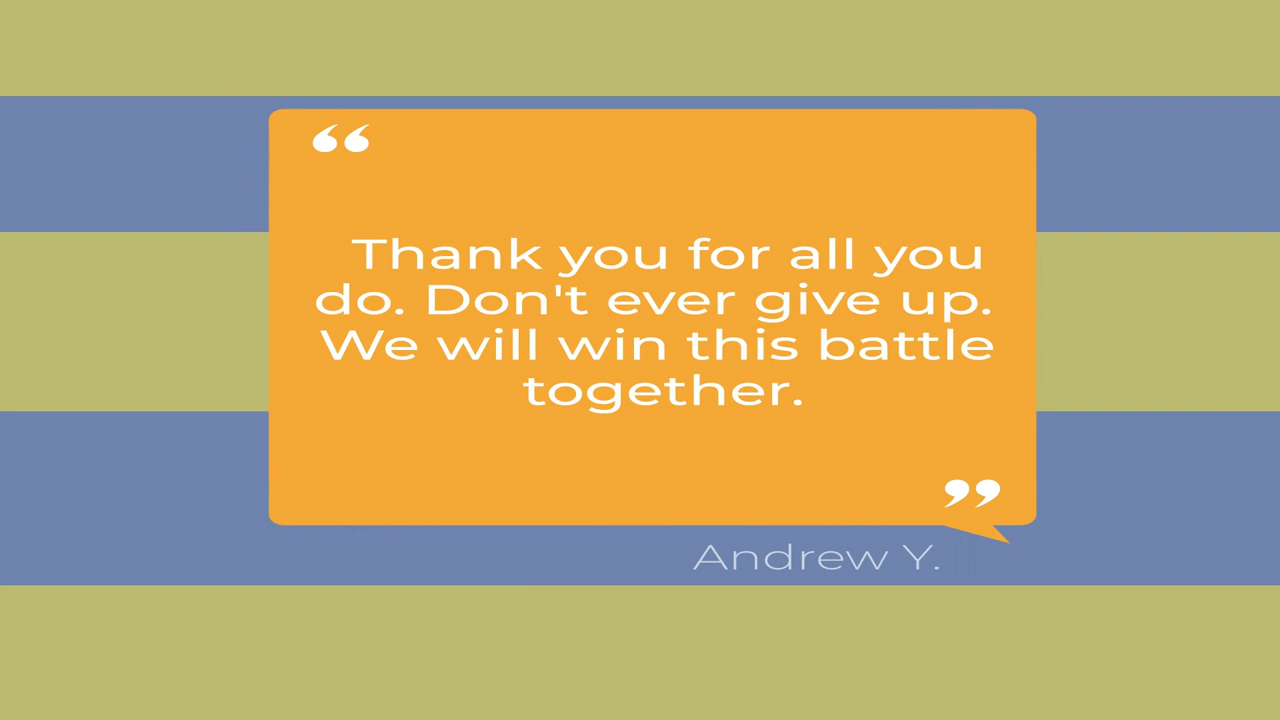 “
Thank you for all you
do. Don't ever give up.
We will win this battle
together.
”
Andrew Y.